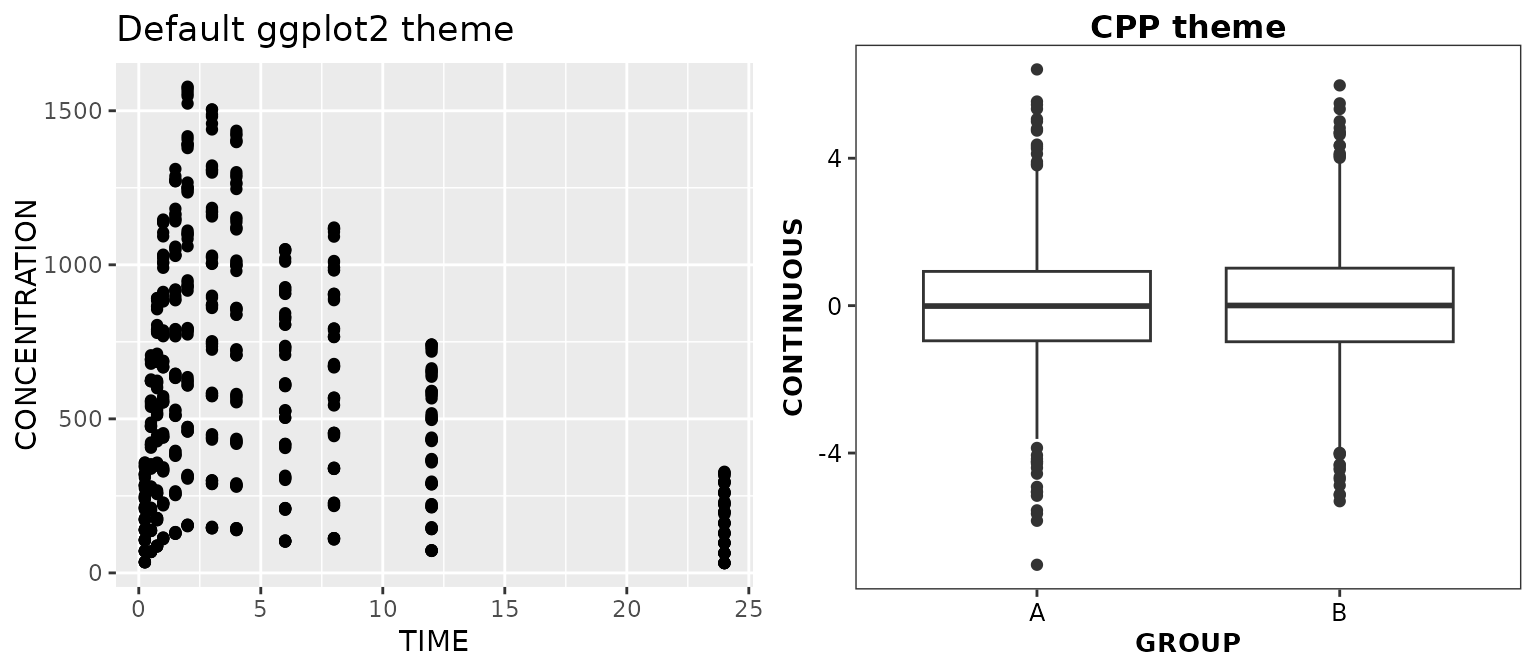 Default ggplot2 theme
CONCENTRATION
1500
1000
500
0
0 5 10 15 20 25
TIME
CPP theme
CONTINUOUS
4
0
-4
A B
GROUP